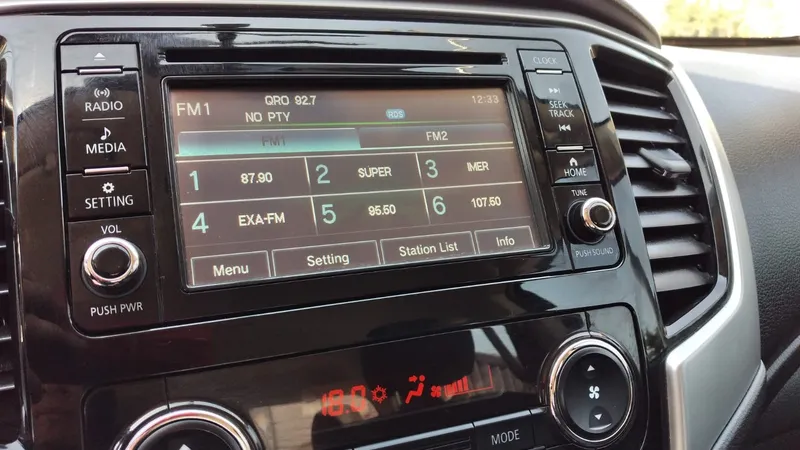 CLOCK
RADIO
MEDIA
SETTING
VOL
PUSH PWR
FM1
QRO 92.7
NO PTY
RDS
12:33
FM1
FM2
1 87.90
2 SUPER
3 IMER
4 EXA-FM
5 95.50
6 107.50
Menu
Setting
Station List
Info
SEEK
TRACK
HOME
TUNE
PUSH SOUND
18.0
MODE